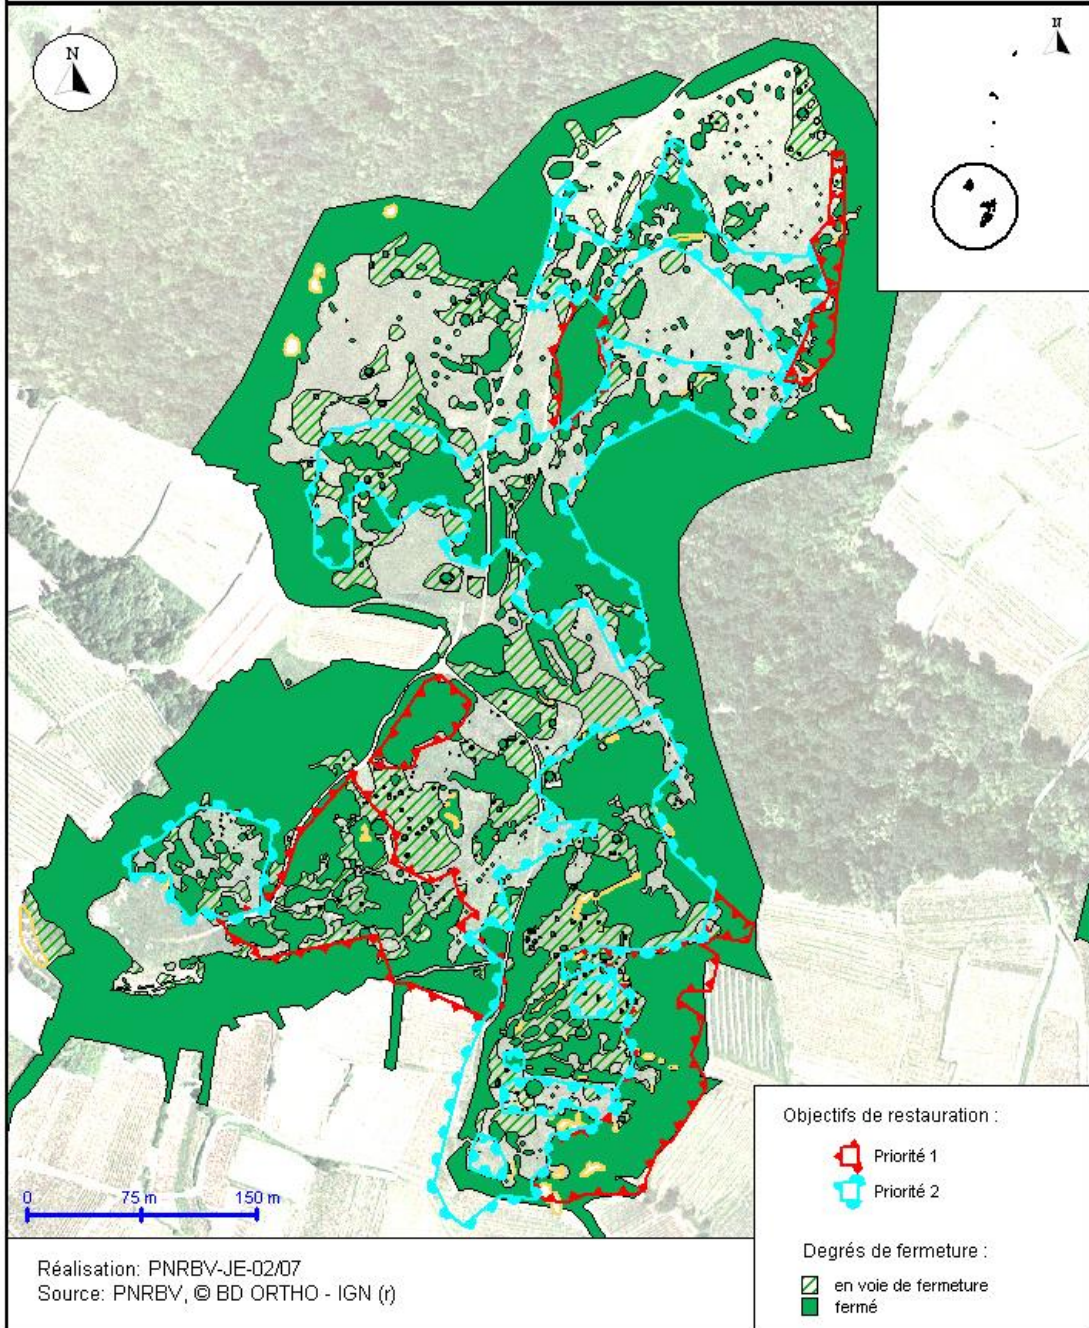 N
N
0 75 m 150 m
Réalisation: PNRBV-JE-02/07
Source: PNRBV, © BD ORTHO - IGN (r)
Objectifs de restauration :
Priorité 1
Priorité 2
Degrés de fermeture :
en voie de fermeture
fermé